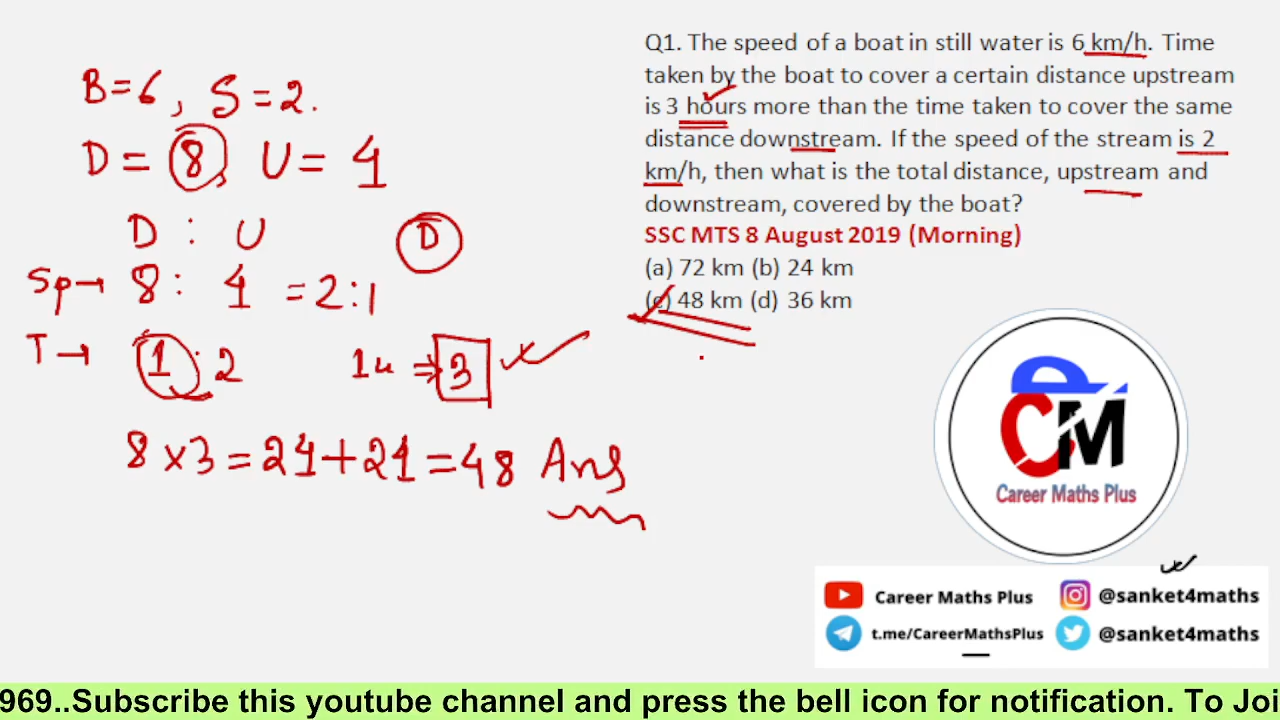 B=6, S=2.
D = 8, U = 4
D : U
D
Sp→ 8 : 4 = 2:1
T → 1 : 2 1u ⇒ 3
8 × 3 = 24 + 24 = 48 Ans
Q1. The speed of a boat in still water is 6 km/h. Time
taken by the boat to cover a certain distance upstream
is 3 hours more than the time taken to cover the same
distance downstream. If the speed of the stream is 2
km/h, then what is the total distance, upstream and
downstream, covered by the boat?
SSC MTS 8 August 2019 (Morning)
(a) 72 km (b) 24 km
(c) 48 km (d) 36 km
e
CM
Career Maths Plus
Career Maths Plus @sanket4maths
t.me/CareerMathsPlus @sanket4maths
969..Subscribe this youtube channel and press the bell icon for notification. To Joi